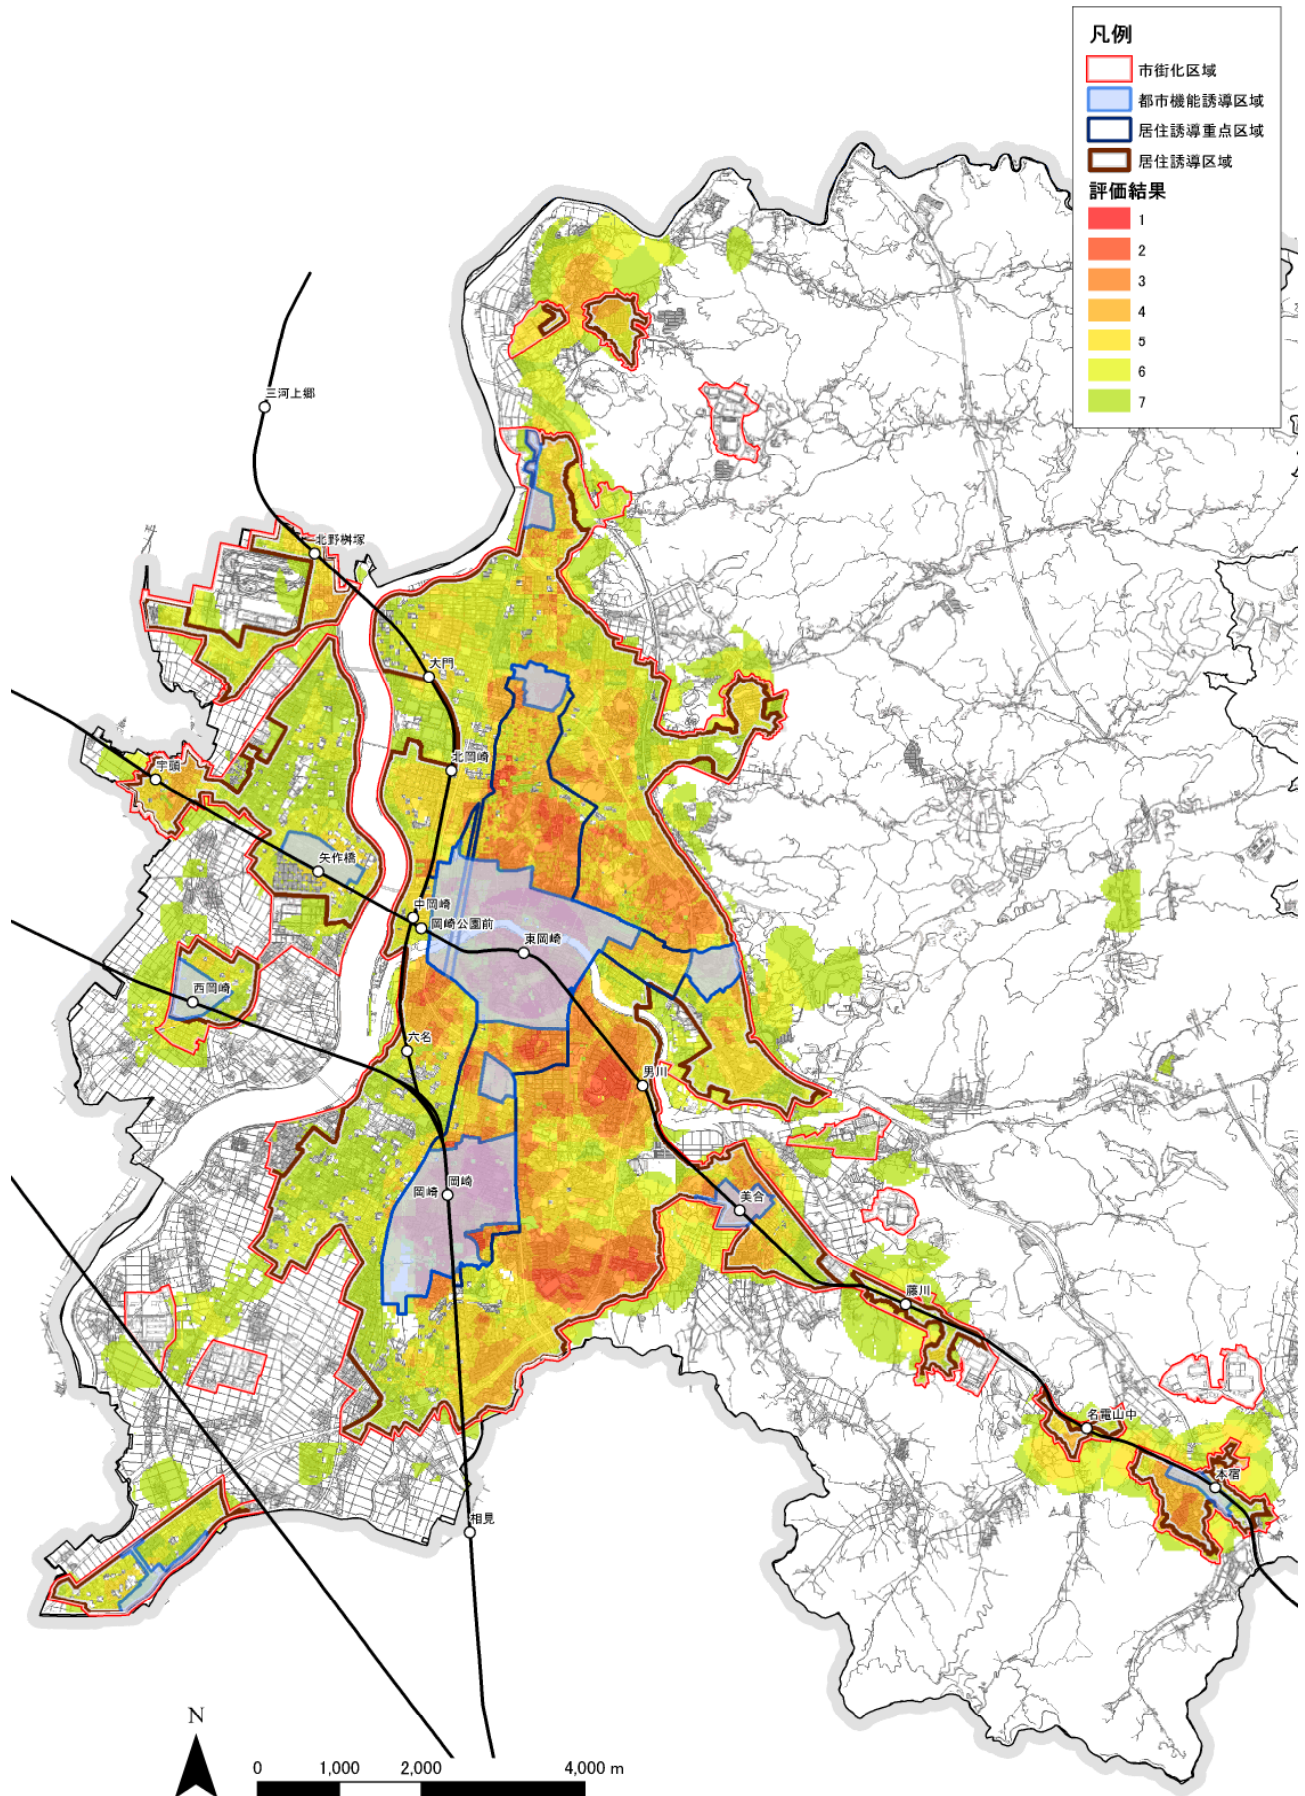 凡例
市街化区域
都市機能誘導区域
居住誘導重点区域
居住誘導区域
評価結果
1
2
3
4
5
6
7
三河上郷
北野桝塚
大門
北岡崎
宇頭
矢作橋
中岡崎
岡崎公園前
東岡崎
西岡崎
六名
男川
岡崎
岡崎
美合
藤川
名電山中
本宿
相見
N
0 1,000 2,000 4,000 m